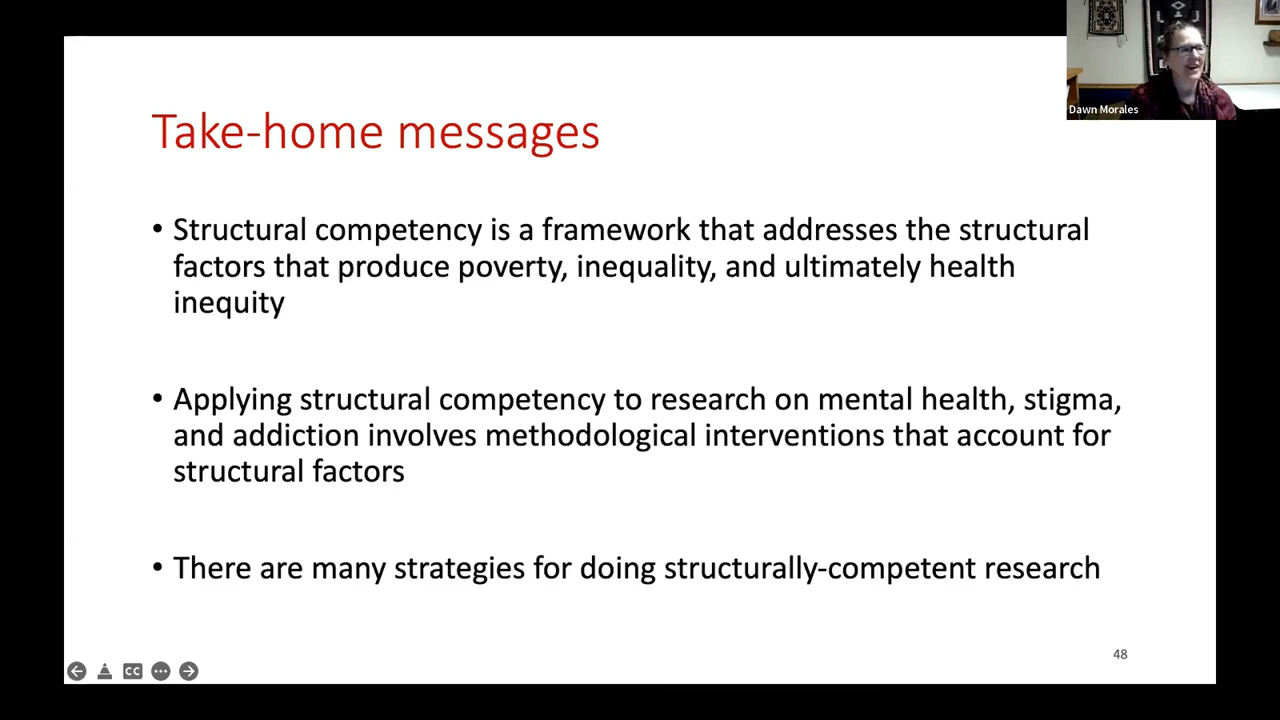 Dawn Morales
Take-home messages
• Structural competency is a framework that addresses the structural
factors that produce poverty, inequality, and ultimately health
inequity
• Applying structural competency to research on mental health, stigma,
and addiction involves methodological interventions that account for
structural factors
• There are many strategies for doing structurally-competent research
48
CC